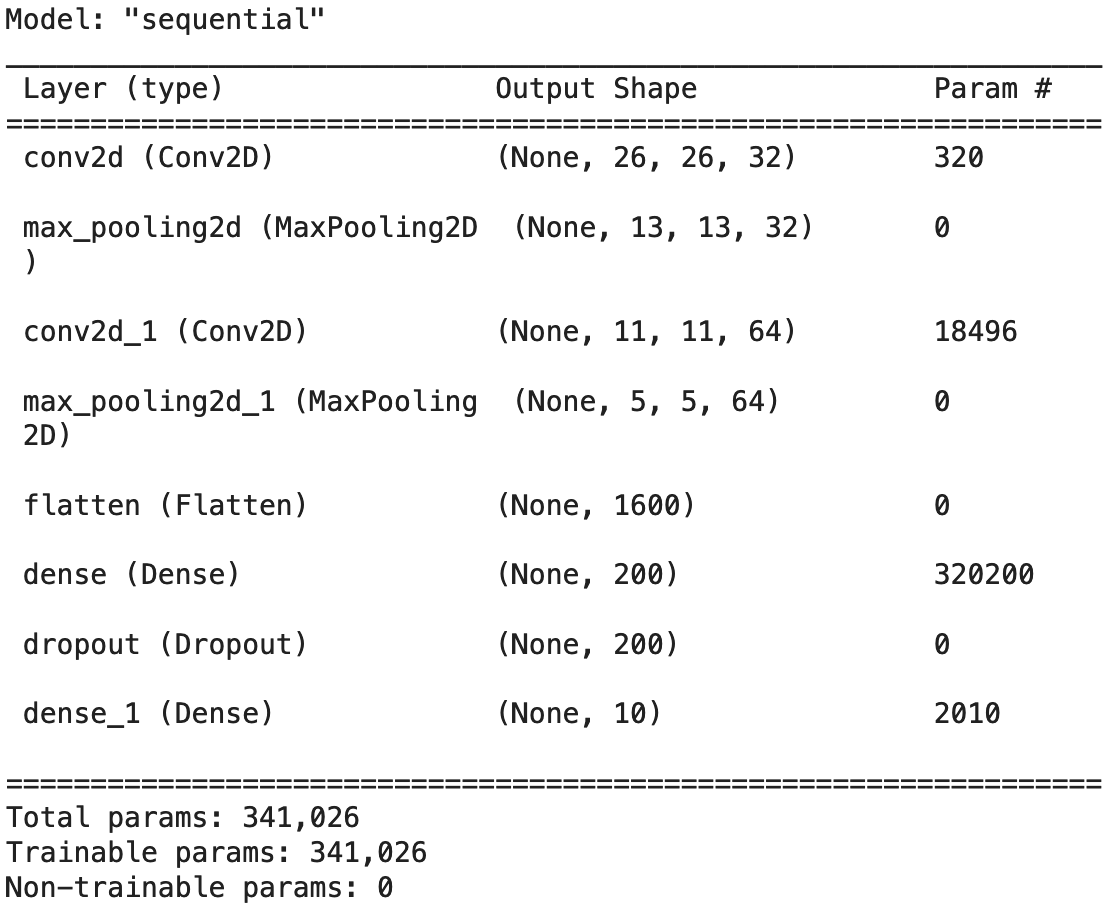 Model: "sequential"
Layer (type) Output Shape Param #
conv2d (Conv2D) (None, 26, 26, 32) 320
max_pooling2d (MaxPooling2D (None, 13, 13, 32) 0
)
conv2d_1 (Conv2D) (None, 11, 11, 64) 18496
max_pooling2d_1 (MaxPooling (None, 5, 5, 64) 0
2D)
flatten (Flatten) (None, 1600) 0
dense (Dense) (None, 200) 320200
dropout (Dropout) (None, 200) 0
dense_1 (Dense) (None, 10) 2010
Total params: 341,026
Trainable params: 341,026
Non-trainable params: 0